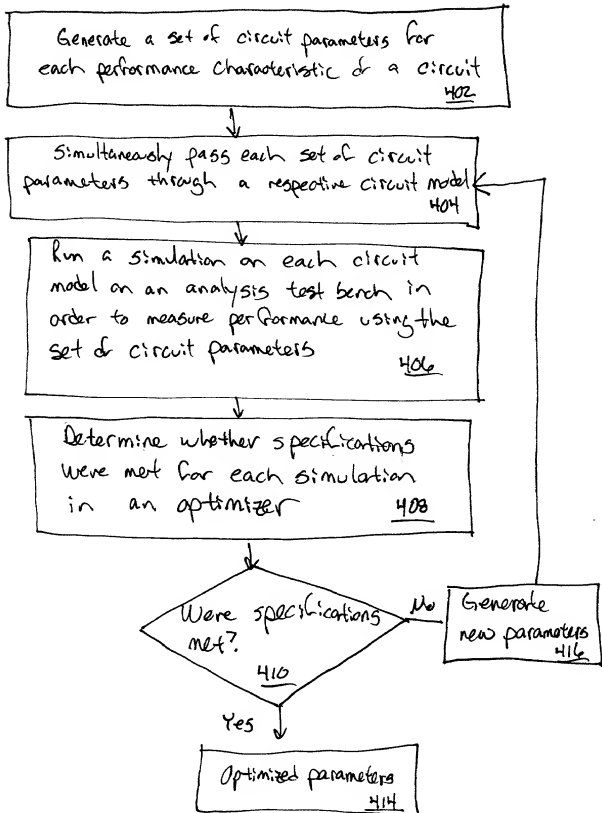 Generate a set of circuit parameters for
each performance characteristic of a circuit
402
Simultaneously pass each set of circuit
parameters through a respective circuit model
404
Run a simulation on each circuit
model on an analysis test bench in
order to measure performance using the
set of circuit parameters
406
Determine whether specifications
were met for each simulation
in an optimizer
408
Were specifications
met?
410
No
Generate
new parameters
416
Yes
Optimized parameters
414